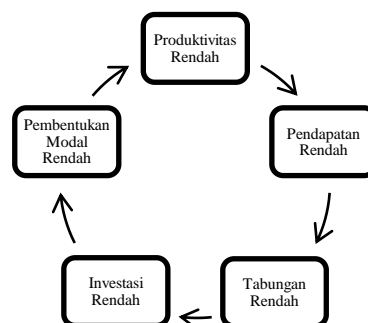 Produktivitas
Rendah
Pendapatan
Rendah
Tabungan
Rendah
Investasi
Rendah
Pembentukan
Modal
Rendah